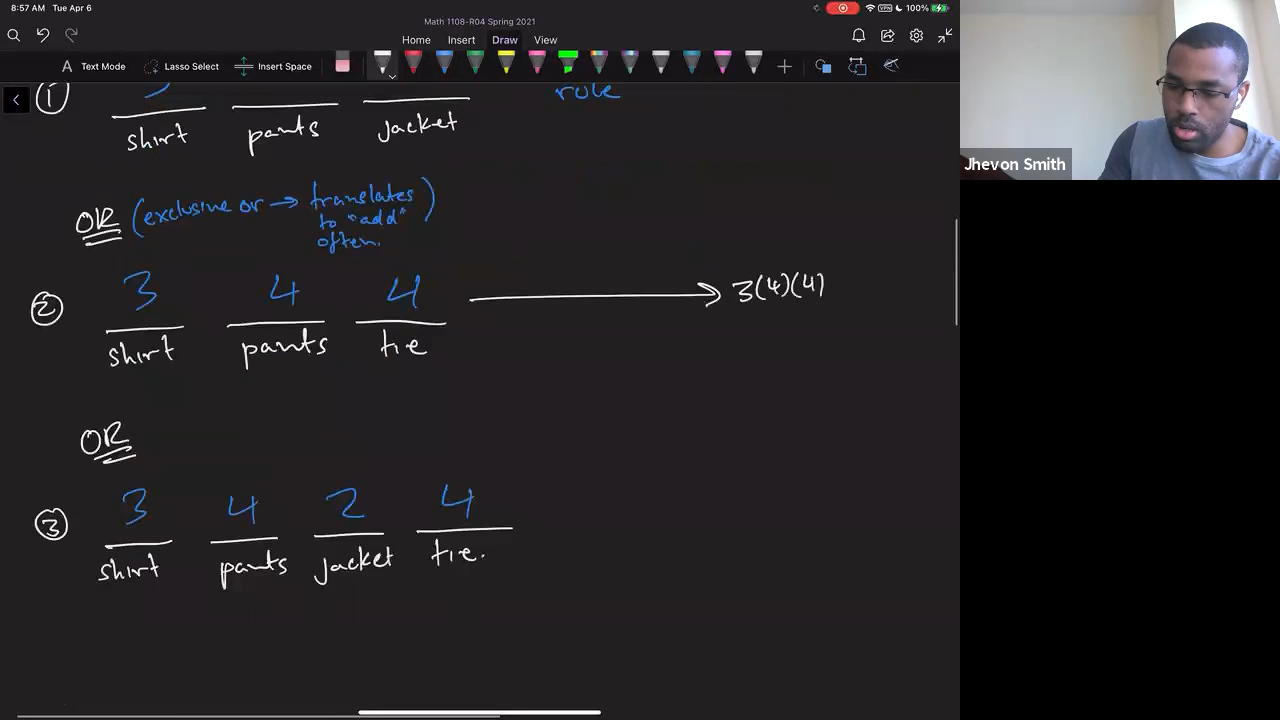 8:57 AM Tue Apr 6
100%
Math 1108-R04 Spring 2021
Home Insert Draw View
Text Mode Lasso Select Insert Space
① rule
shirt pants jacket
OR (exclusive or → translates
to "add"
often.)
② 3 4 4 → 3(4)(4)
shirt pants tie
OR
③ 3 4 2 4
shirt pants jacket tie.
Jhevon Smith